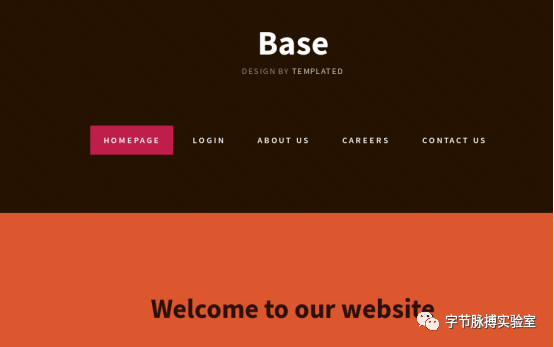 Base
DESIGN BY TEMPLATED
HOMEPAGE LOGIN ABOUT US CAREERS CONTACT US
Welcome to our website
字节脉搏实验室